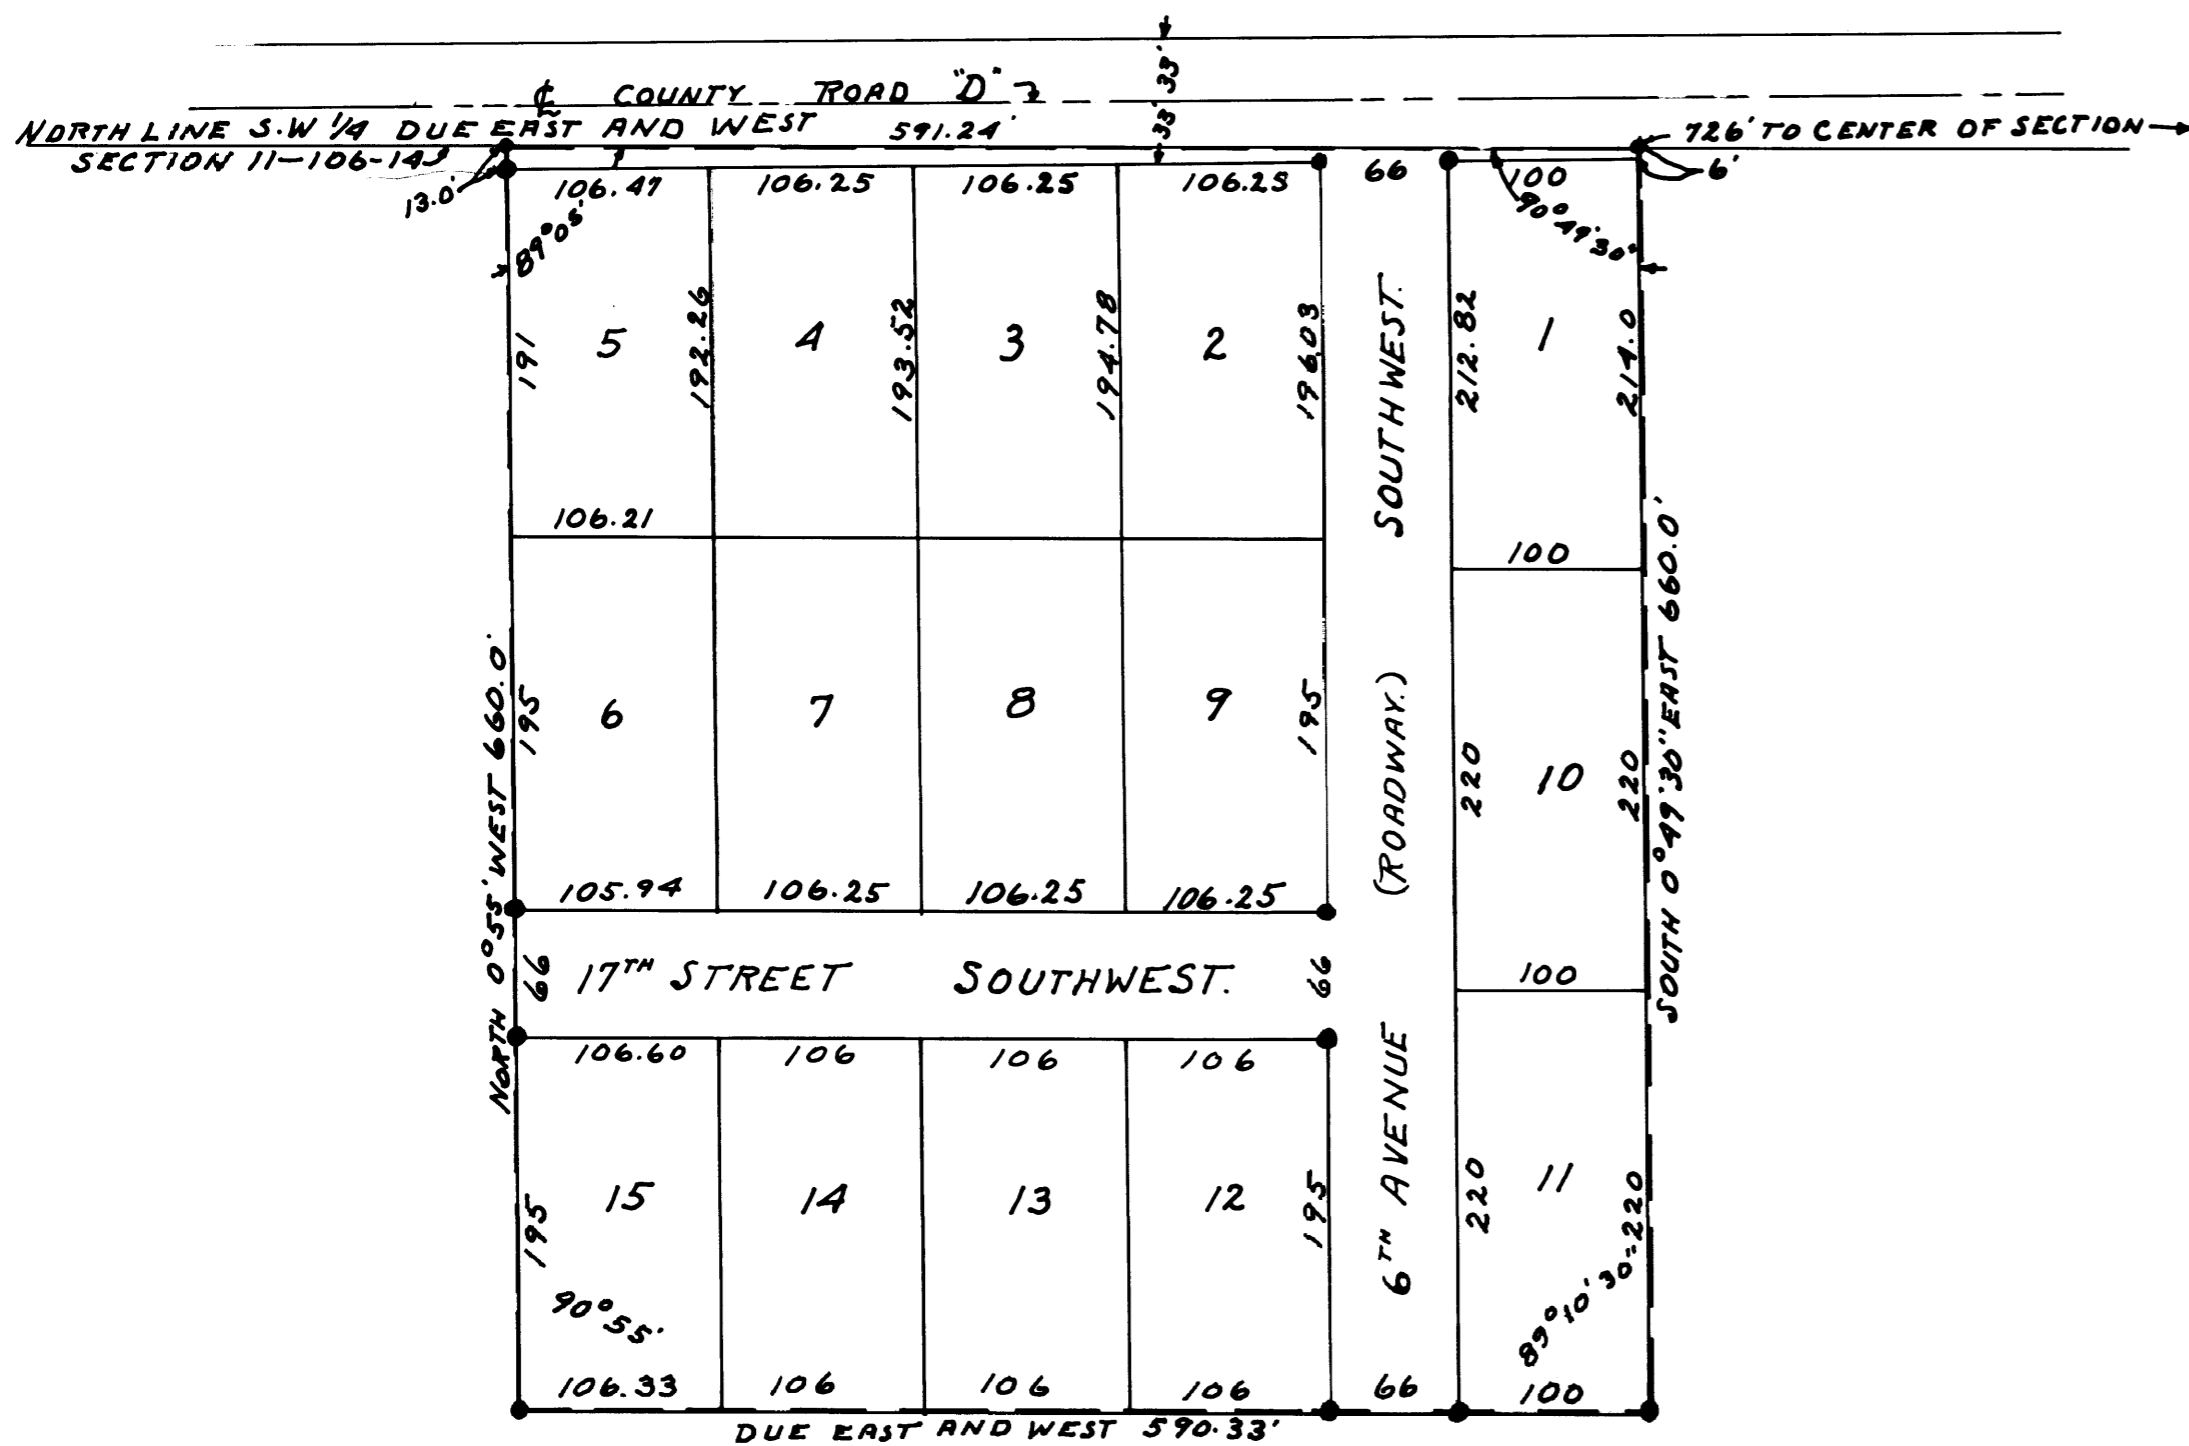 33'
℄ COUNTY ROAD "D"
33'
NORTH LINE S.W 1/4 DUE EAST AND WEST 591.24'
726' TO CENTER OF SECTION
SECTION 11-106-14
13.0'
106.47 106.25 106.25 106.25 66 100 6'
89°05'
90°49'30"
191 5 192.26 4 193.52 3 194.78 2 196.03 212.82 1 214.0
106.21
100
NORTH 0°55' WEST 660.0'
195 6 7 8 9 195 220 10 220
SOUTH 0°49'30" EAST 660.0'
105.94 106.25 106.25 106.25
66 17TH STREET SOUTHWEST. 66
100
6TH AVENUE (ROADWAY.) SOUTHWEST.
106.60 106 106 106
195 15 14 13 12 195 220 11 220
90°55'
89°10'30"
106.33 106 106 106 66 100
DUE EAST AND WEST 590.33'